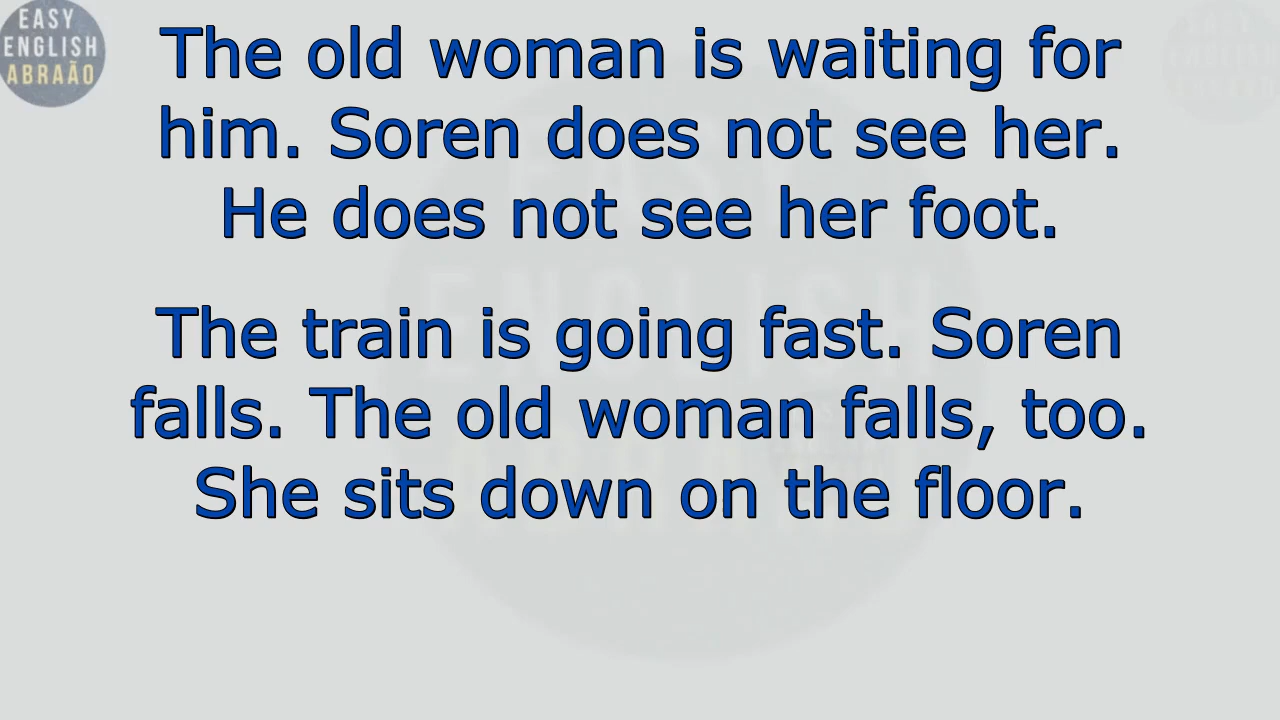 EASY
ENGLISH
ABRAÃO
The old woman is waiting for
him. Soren does not see her.
He does not see her foot.
The train is going fast. Soren
falls. The old woman falls, too.
She sits down on the floor.